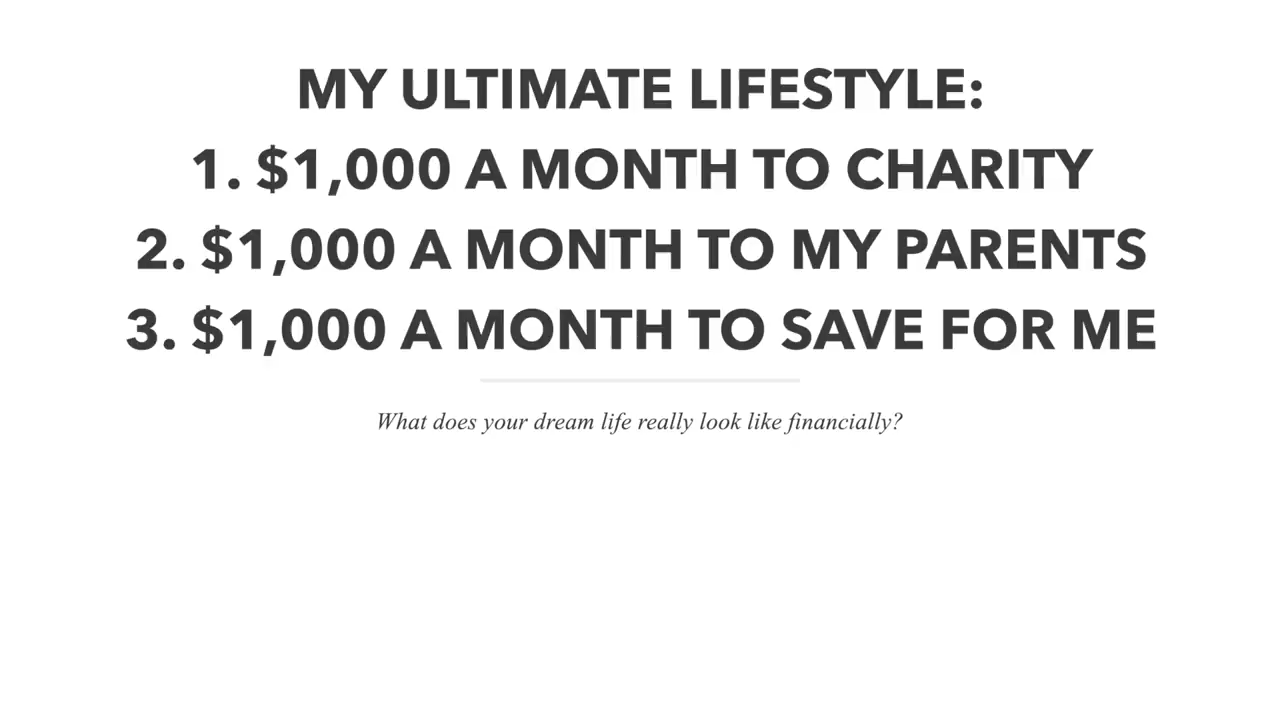 MY ULTIMATE LIFESTYLE:
1. $1,000 A MONTH TO CHARITY
2. $1,000 A MONTH TO MY PARENTS
3. $1,000 A MONTH TO SAVE FOR ME
What does your dream life really look like financially?